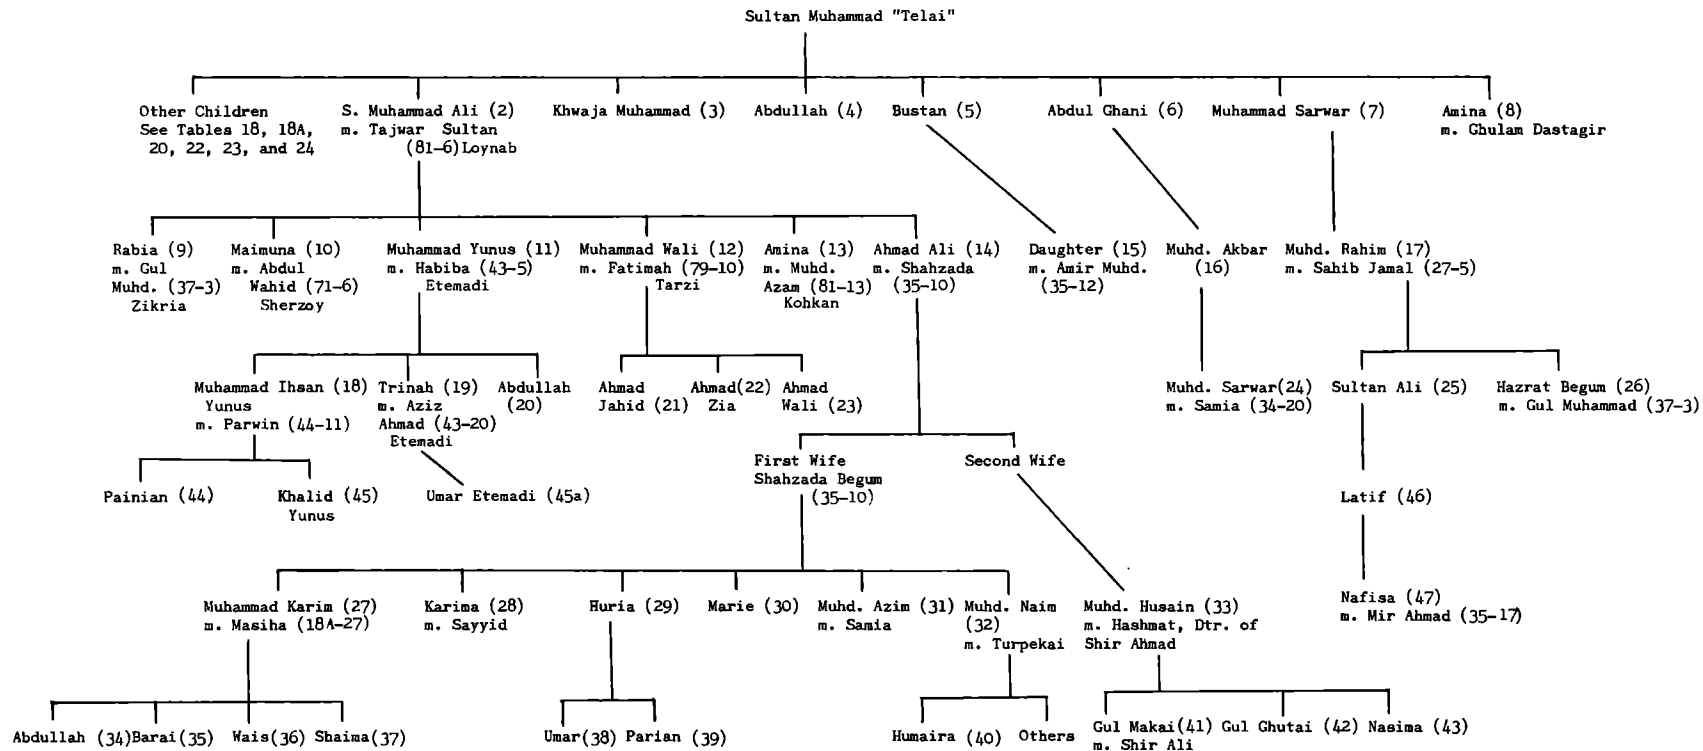 Sultan Muhammad "Telai"
Other Children
See Tables 18, 18A,
20, 22, 23, and 24
S. Muhammad Ali (2)
m. Tajwar Sultan
(81-6) Loynab
Khwaja Muhammad (3)
Abdullah (4)
Bustan (5)
Abdul Ghani (6)
Muhammad Sarwar (7)
Amina (8)
m. Ghulam Dastagir
Rabia (9)
m. Gul
Muhd. (37-3)
Zikria
Maimuna (10)
m. Abdul
Wahid (71-6)
Sherzoy
Muhammad Yunus (11)
m. Habiba (43-5)
Etemadi
Muhammad Wali (12)
m. Fatimah (79-10)
Tarzi
Amina (13)
m. Muhd.
Azam (81-13)
Kohkan
Ahmad Ali (14)
m. Shahzada
(35-10)
Daughter (15)
m. Amir Muhd.
(35-12)
Muhd. Akbar
(16)
Muhd. Rahim (17)
m. Sahib Jamal (27-5)
Muhammad Ihsan (18)
Yunus
m. Parwin (44-11)
Trinah (19)
m. Aziz
Ahmad (43-20)
Etemadi
Abdullah
(20)
Ahmad
Jahid (21)
Ahmad(22)
Zia
Ahmad
Wali (23)
Muhd. Sarwar(24)
m. Samia (34-20)
Sultan Ali (25)
Hazrat Begum (26)
m. Gul Muhammad (37-3)
First Wife
Shahzada Begum
(35-10)
Second Wife
Painian (44)
Khalid (45)
Yunus
Umar Etemadi (45a)
Latif (46)
Muhammad Karim (27)
m. Masiha (18A-27)
Karima (28)
m. Sayyid
Huria (29)
Marie (30)
Muhd. Azim (31)
m. Samia
Muhd. Naim
(32)
m. Turpekai
Muhd. Husain (33)
m. Hashmat, Dtr. of
Shir Ahmad
Nafisa (47)
m. Mir Ahmad (35-17)
Abdullah (34)
Barai(35)
Wais(36)
Shaima(37)
Umar(38)
Parian (39)
Humaira (40)
Others
Gul Makai(41)
m. Shir Ali
Gul Ghutai (42)
Nasima (43)